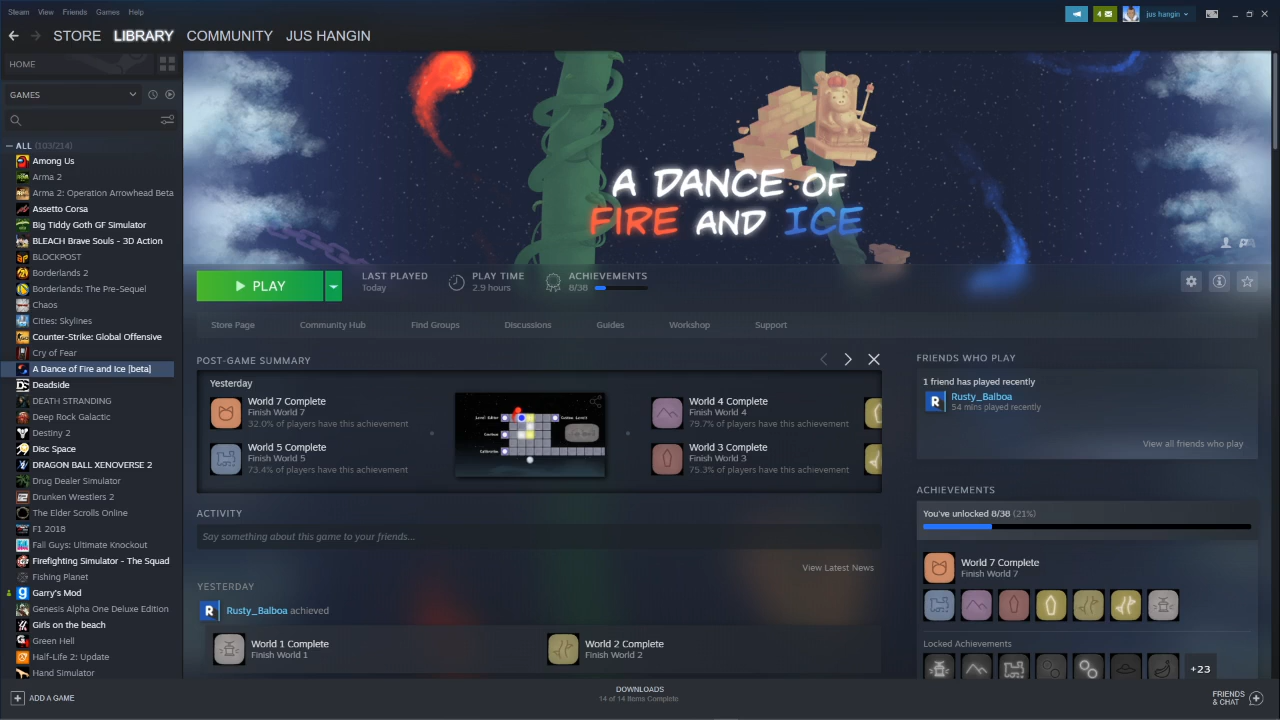 Steam View Friends Games Help
4
jus hangin
STORE LIBRARY COMMUNITY JUS HANGIN
HOME
GAMES
ALL (103/214)
Among Us
Arma 2
Arma 2: Operation Arrowhead Beta
Assetto Corsa
Big Tiddy Goth GF Simulator
BLEACH Brave Souls - 3D Action
BLOCKPOST
Borderlands 2
Borderlands: The Pre-Sequel
Chaos
Cities: Skylines
Counter-Strike: Global Offensive
Cry of Fear
A Dance of Fire and Ice [beta]
Deadside
DEATH STRANDING
Deep Rock Galactic
Destiny 2
Disc Space
DRAGON BALL XENOVERSE 2
Drug Dealer Simulator
Drunken Wrestlers 2
The Elder Scrolls Online
F1 2018
Fall Guys: Ultimate Knockout
Firefighting Simulator - The Squad
Fishing Planet
Garry's Mod
Genesis Alpha One Deluxe Edition
Girls on the beach
Green Hell
Half-Life 2: Update
Hand Simulator
ADD A GAME
A DANCE OF
FIRE AND ICE
PLAY
LAST PLAYED
Today
PLAY TIME
2.9 hours
ACHIEVEMENTS
8/38
Store Page Community Hub Find Groups Discussions Guides Workshop Support
POST-GAME SUMMARY
Yesterday
World 7 Complete
Finish World 7
32.0% of players have this achievement
World 5 Complete
Finish World 5
73.4% of players have this achievement
World 4 Complete
Finish World 4
79.7% of players have this achievement
World 3 Complete
Finish World 3
75.3% of players have this achievement
ACTIVITY
Say something about this game to your friends...
View Latest News
YESTERDAY
Rusty_Balboa achieved
World 1 Complete
Finish World 1
World 2 Complete
Finish World 2
FRIENDS WHO PLAY
1 friend has played recently
Rusty_Balboa
54 mins played recently
View all friends who play
ACHIEVEMENTS
You've unlocked 8/38 (21%)
World 7 Complete
Finish World 7
Locked Achievements
+23
DOWNLOADS
14 of 14 Items Complete
FRIENDS
& CHAT